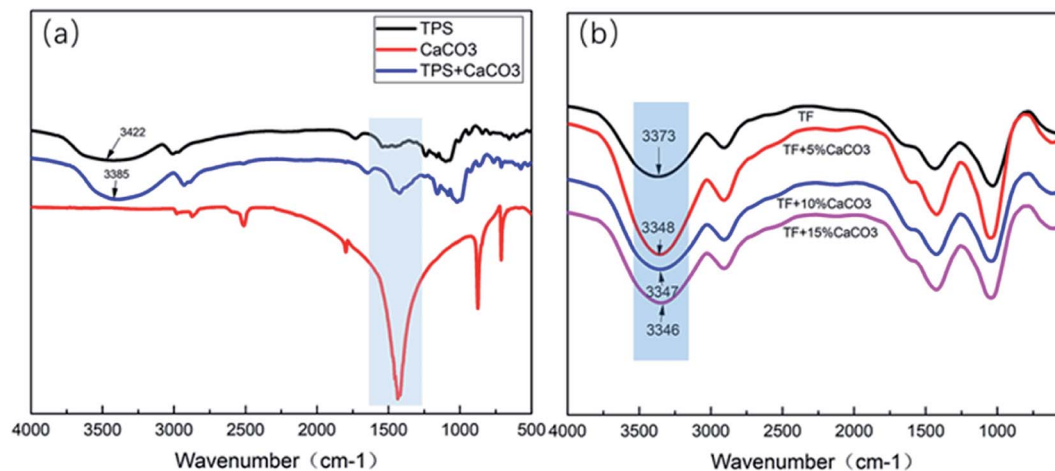 (a)
TPS
CaCO3
TPS+CaCO3
3422
3385
4000 3500 3000 2500 2000 1500 1000 500
Wavenumber（cm-1）
(b)
TF
3373
TF+5%CaCO3
TF+10%CaCO3
3348
TF+15%CaCO3
3347
3346
4000 3500 3000 2500 2000 1500 1000
Wavenumber（cm-1）